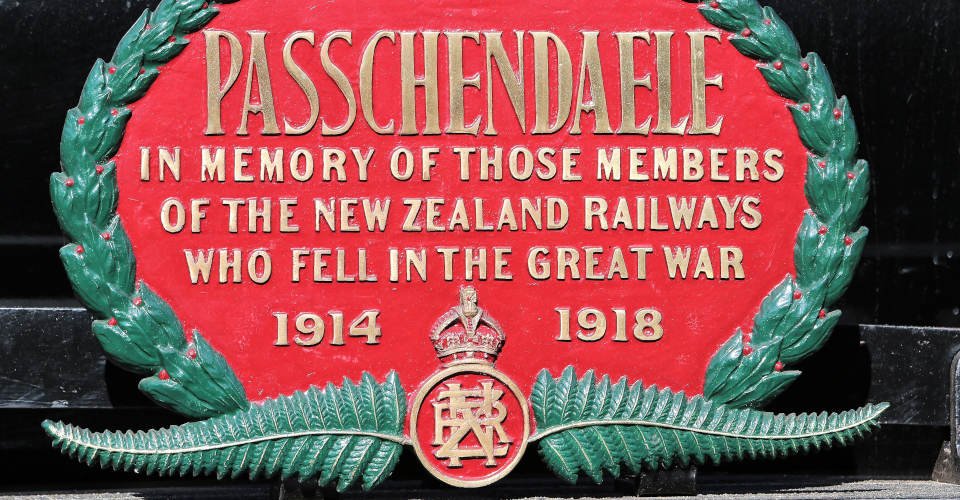 PASSCHENDAELE
IN MEMORY OF THOSE MEMBERS
OF THE NEW ZEALAND RAILWAYS
WHO FELL IN THE GREAT WAR
1914 1918
NZR